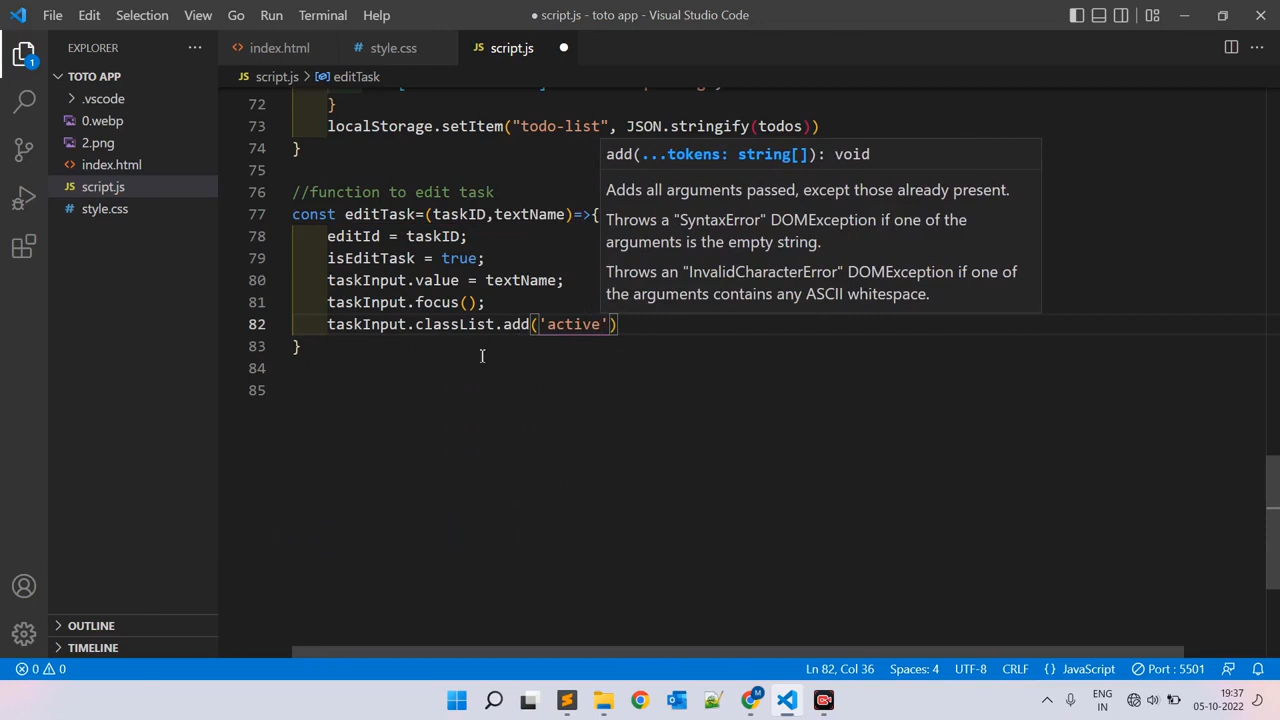 File Edit Selection View Go Run Terminal Help
● script.js - toto app - Visual Studio Code
EXPLORER ...
index.html
style.css
JS script.js ●
TOTO APP
JS script.js > editTask
.vscode
0.webp
2.png
index.html
JS script.js
style.css
72 }
73 localStorage.setItem("todo-list", JSON.stringify(todos))
74 }
75
76 //function to edit task
77 const editTask=(taskID,textName)=>{
78 editId = taskID;
79 isEditTask = true;
80 taskInput.value = textName;
81 taskInput.focus();
82 taskInput.classList.add('active')
83 }
84
85
add(...tokens: string[]): void
Adds all arguments passed, except those already present.
Throws a "SyntaxError" DOMException if one of the
arguments is the empty string.
Throws an "InvalidCharacterError" DOMException if one of
the arguments contains any ASCII whitespace.
1
OUTLINE
TIMELINE
0 0
Ln 82, Col 36 Spaces: 4 UTF-8 CRLF {} JavaScript Port : 5501
M
ENG
IN
19:37
05-10-2022